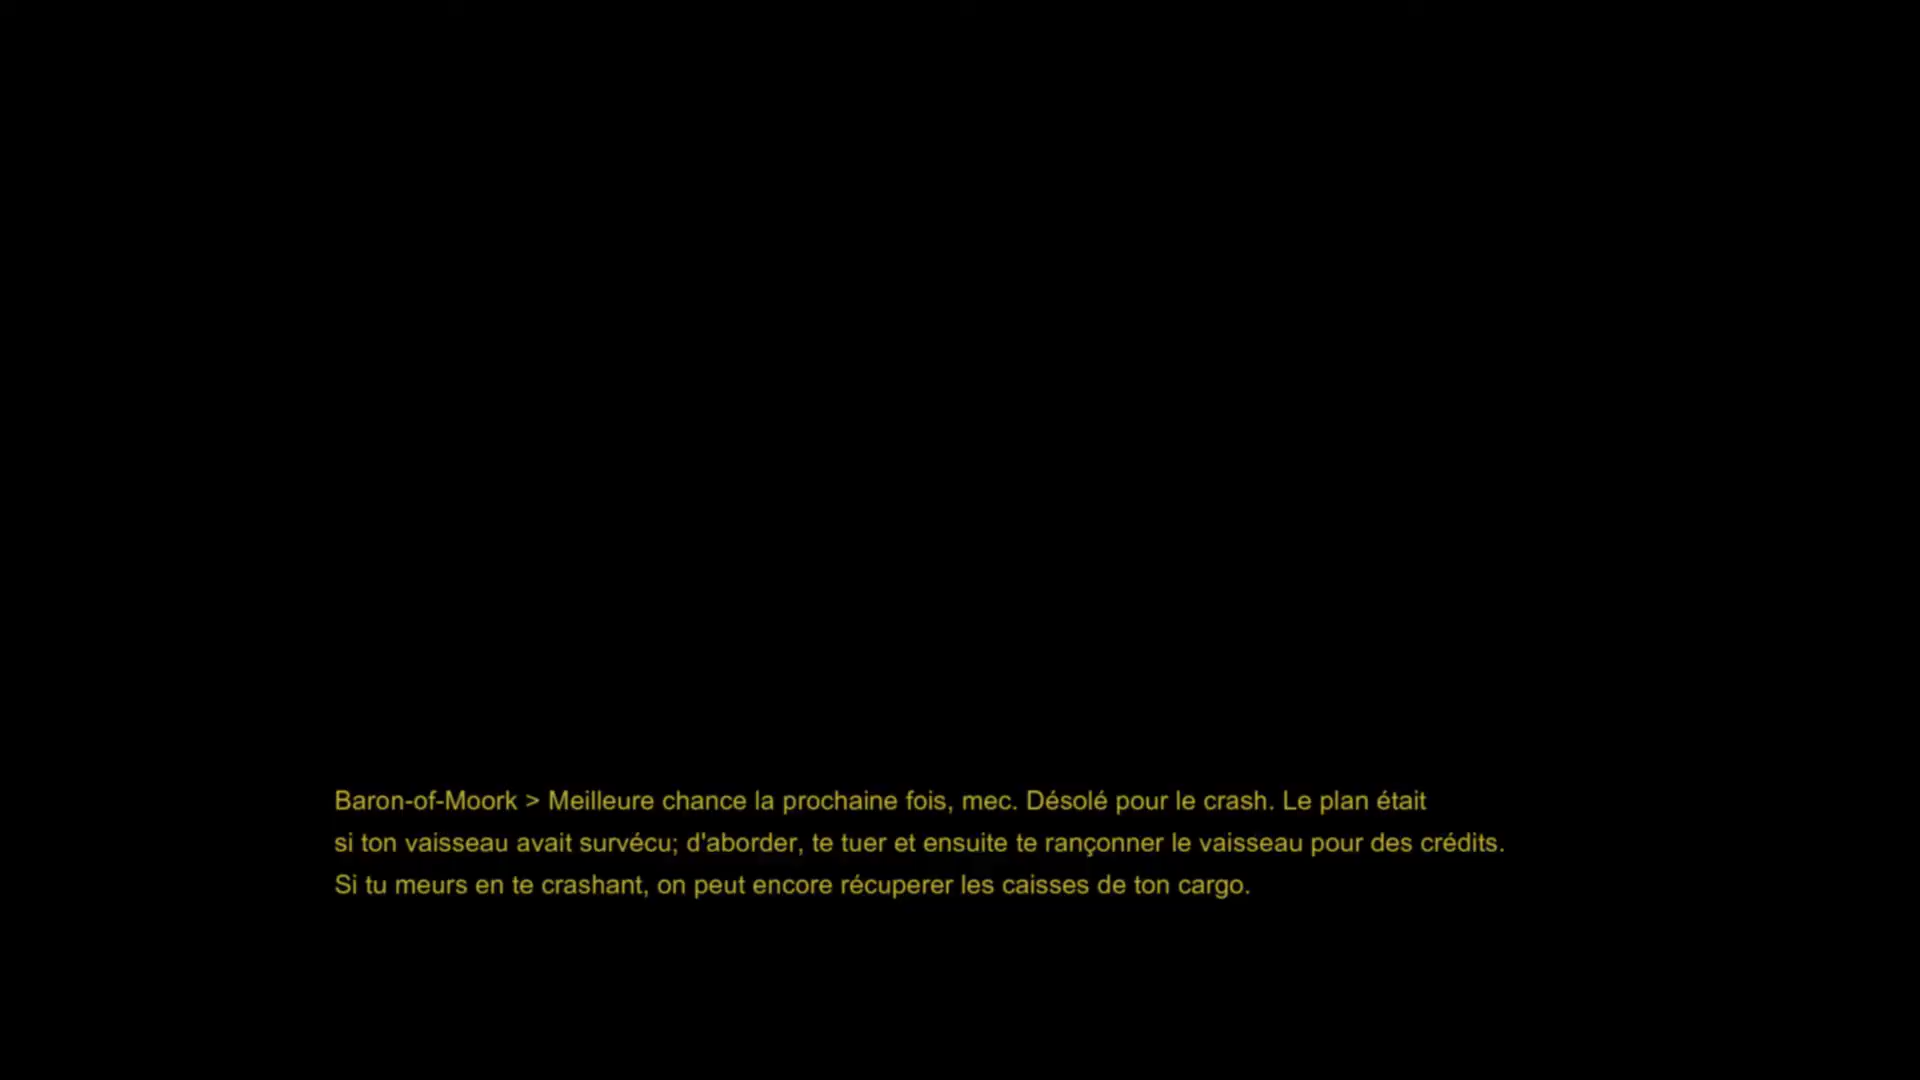 Baron-of-Moork > Meilleure chance la prochaine fois, mec. Désolé pour le crash. Le plan était
si ton vaisseau avait survécu; d'aborder, te tuer et ensuite te rançonner le vaisseau pour des crédits.
Si tu meurs en te crashant, on peut encore récuperer les caisses de ton cargo.